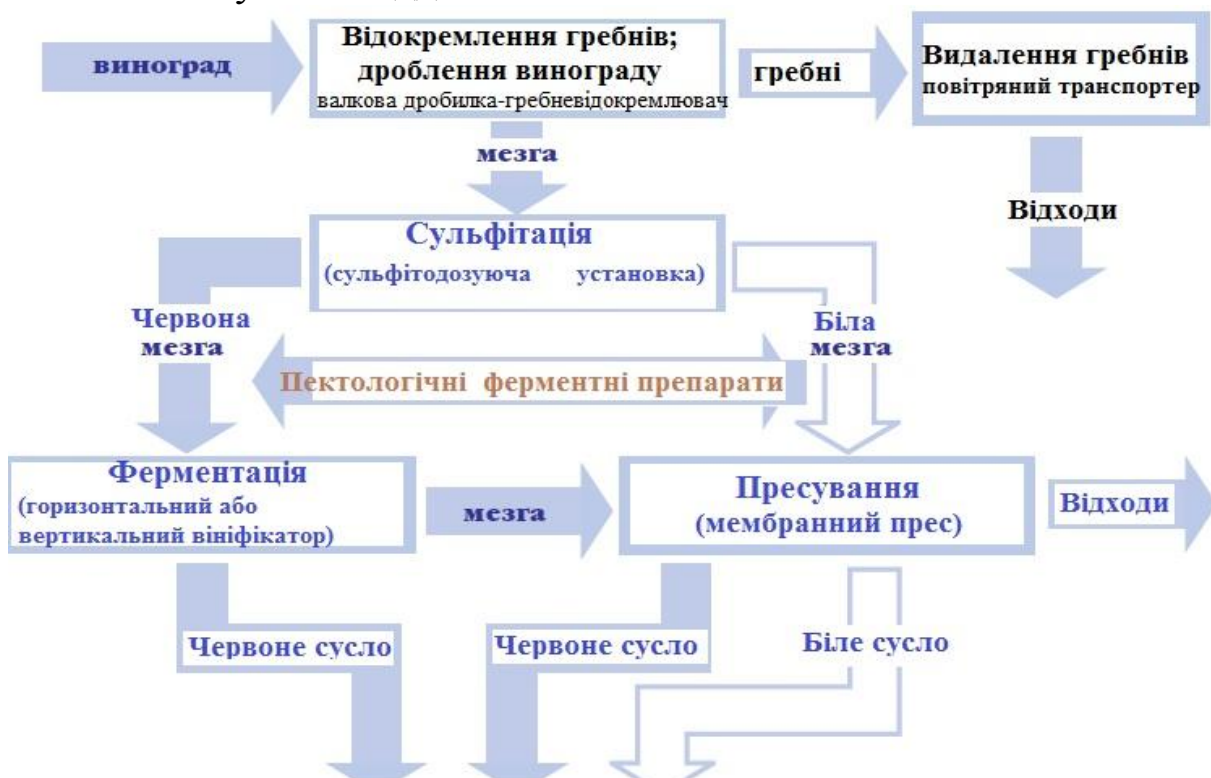 виноград
Відокремлення гребнів;
дроблення винограду
валкова дробилка-гребневідокремлювач
гребні
Видалення гребнів
повітряний транспортер
мезга
Відходи
Сульфітація
(сульфітодозуюча установка)
Червона
мезга
Біла
мезга
Пектологічні ферментні препарати
Ферментація
(горизонтальний або
вертикальний вініфікатор)
мезга
Пресування
(мембранний прес)
Відходи
Червоне сусло
Червоне сусло
Біле сусло